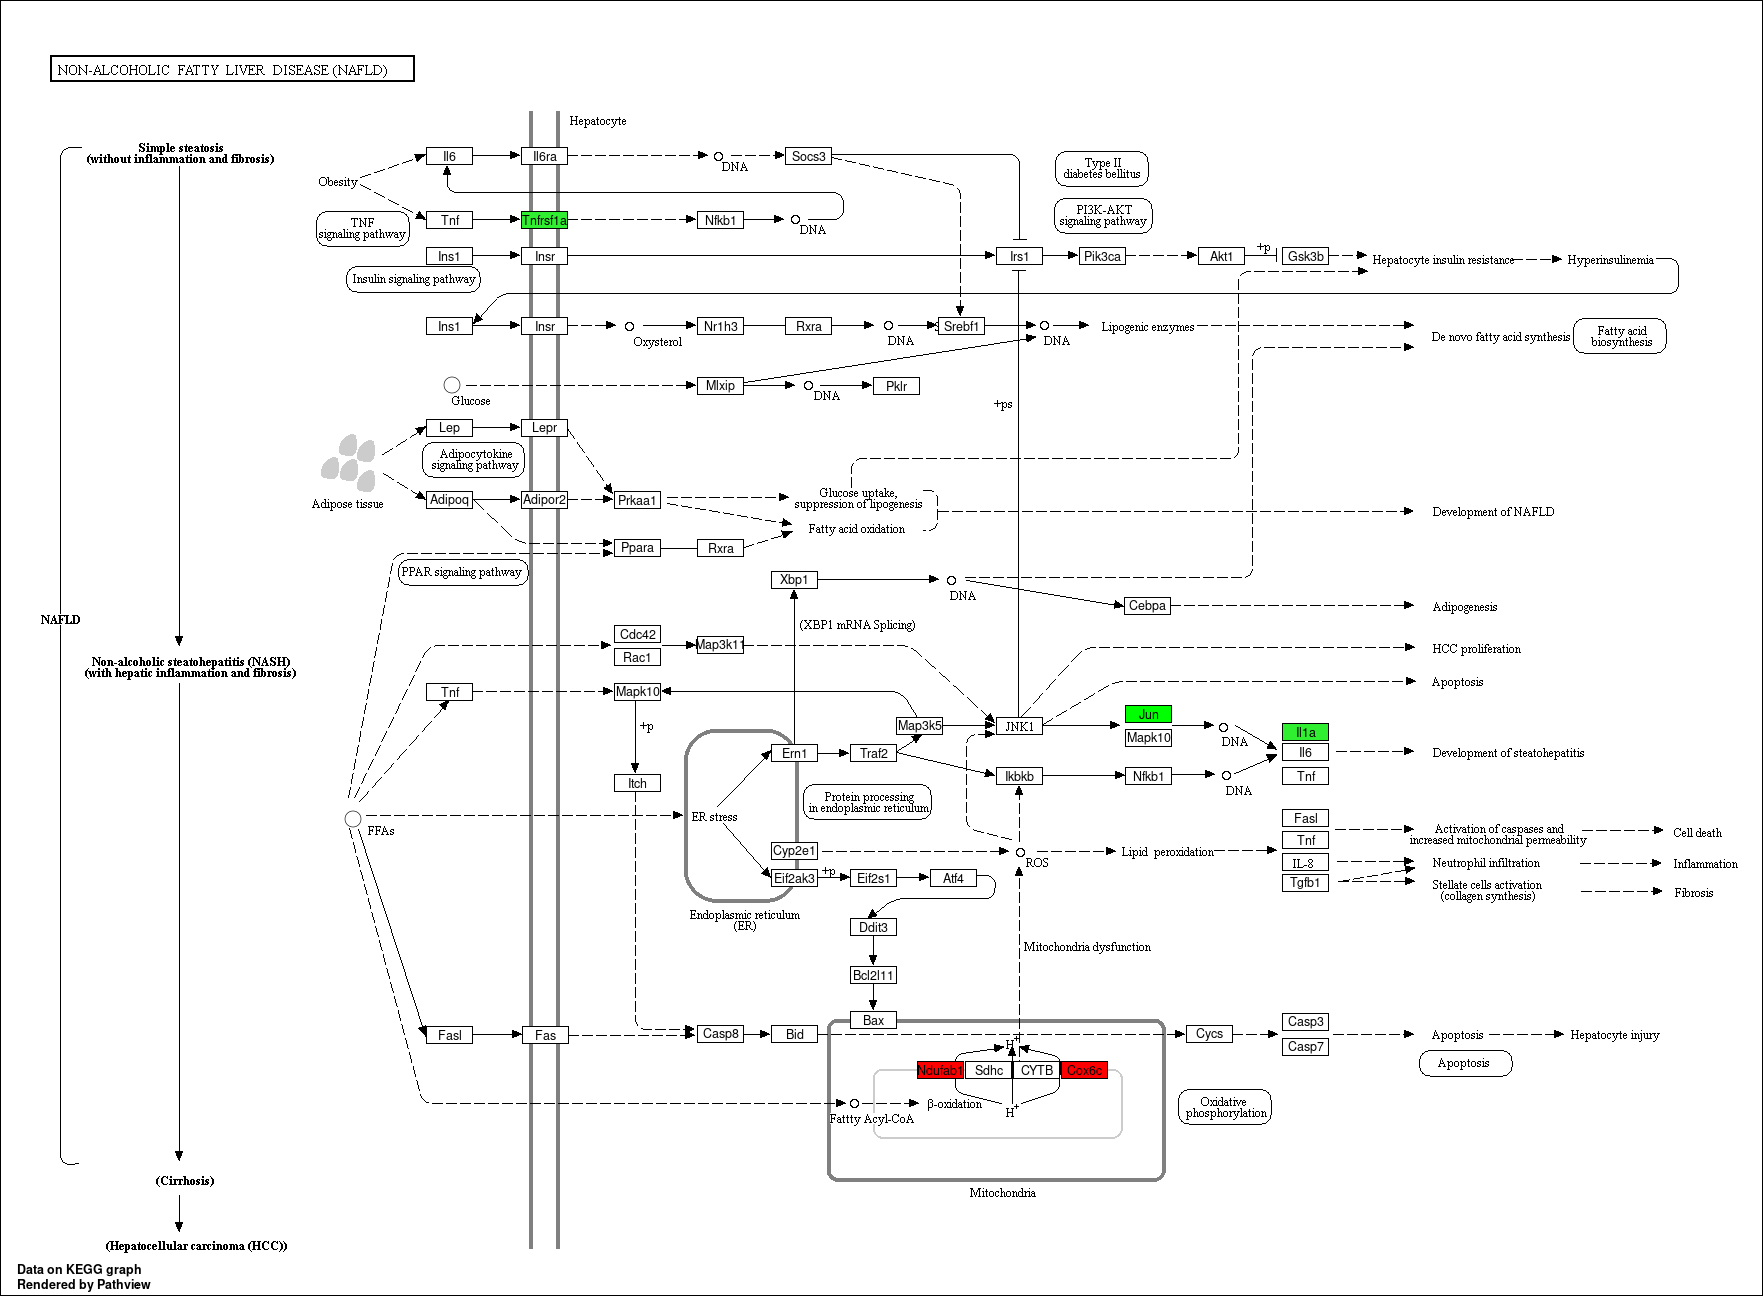 NON-ALCOHOLIC FATTY LIVER DISEASE (NAFLD)
Hepatocyte
Simple steatosis
(without inflammation and fibrosis)
Il6
Il6ra
DNA
Socs3
Type II
diabetes bellitus
Obesity
TNF
signaling pathway
Tnf
Tnfrsf1a
Nfkb1
DNA
PI3K-AKT
signaling pathway
Ins1
Insr
Irs1
Pik3ca
Akt1
+p
Gsk3b
Hepatocyte insulin resistance
Hyperinsulinemia
Insulin signaling pathway
Ins1
Insr
Oxysterol
Nr1h3
Rxra
DNA
Srebf1
DNA
Lipogenic enzymes
De novo fatty acid synthesis
Fatty acid
biosynthesis
Glucose
Mlxip
DNA
Pklr
+ps
Lep
Lepr
Adipocytokine
signaling pathway
Adipose tissue
Adipoq
Adipor2
Prkaa1
Glucose uptake,
suppression of lipogenesis
Fatty acid oxidation
Development of NAFLD
Ppara
Rxra
PPAR signaling pathway
Xbp1
DNA
Cebpa
Adipogenesis
NAFLD
(XBP1 mRNA Splicing)
Cdc42
Rac1
Map3k11
HCC proliferation
Non-alcoholic steatohepatitis (NASH)
(with hepatic inflammation and fibrosis)
Tnf
Mapk10
Apoptosis
+p
Map3k5
JNK1
Jun
Mapk10
DNA
Il1a
Il6
Tnf
Development of steatohepatitis
Ern1
Traf2
Itch
Ikbkb
Nfkb1
DNA
Protein processing
in endoplasmic reticulum
FFAs
ER stress
Fasl
Tnf
IL-8
Tgfb1
Activation of caspases and
increased mitochondrial permeability
Cell death
Cyp2e1
ROS
Lipid peroxidation
Neutrophil infiltration
Inflammation
Eif2ak3
+p
Eif2s1
Atf4
Stellate cells activation
(collagen synthesis)
Fibrosis
Endoplasmic reticulum
(ER)
Ddit3
Mitochondria dysfunction
Bcl2l11
Bax
Fasl
Fas
Casp8
Bid
Cycs
Casp3
Casp7
Apoptosis
Hepatocyte injury
Apoptosis
H+
Ndufab1
Sdhc
CYTB
Cox6c
β-oxidation
H+
Fattty Acyl-CoA
Oxidative
phosphorylation
Mitochondria
(Cirrhosis)
(Hepatocellular carcinoma (HCC))
Data on KEGG graph
Rendered by Pathview